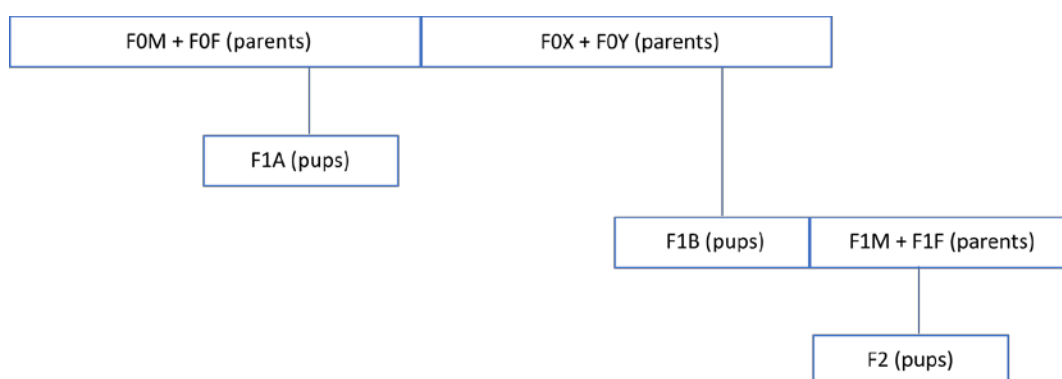 F0M + F0F (parents)
F0X + F0Y (parents)
F1A (pups)
F1B (pups)
F1M + F1F (parents)
F2 (pups)